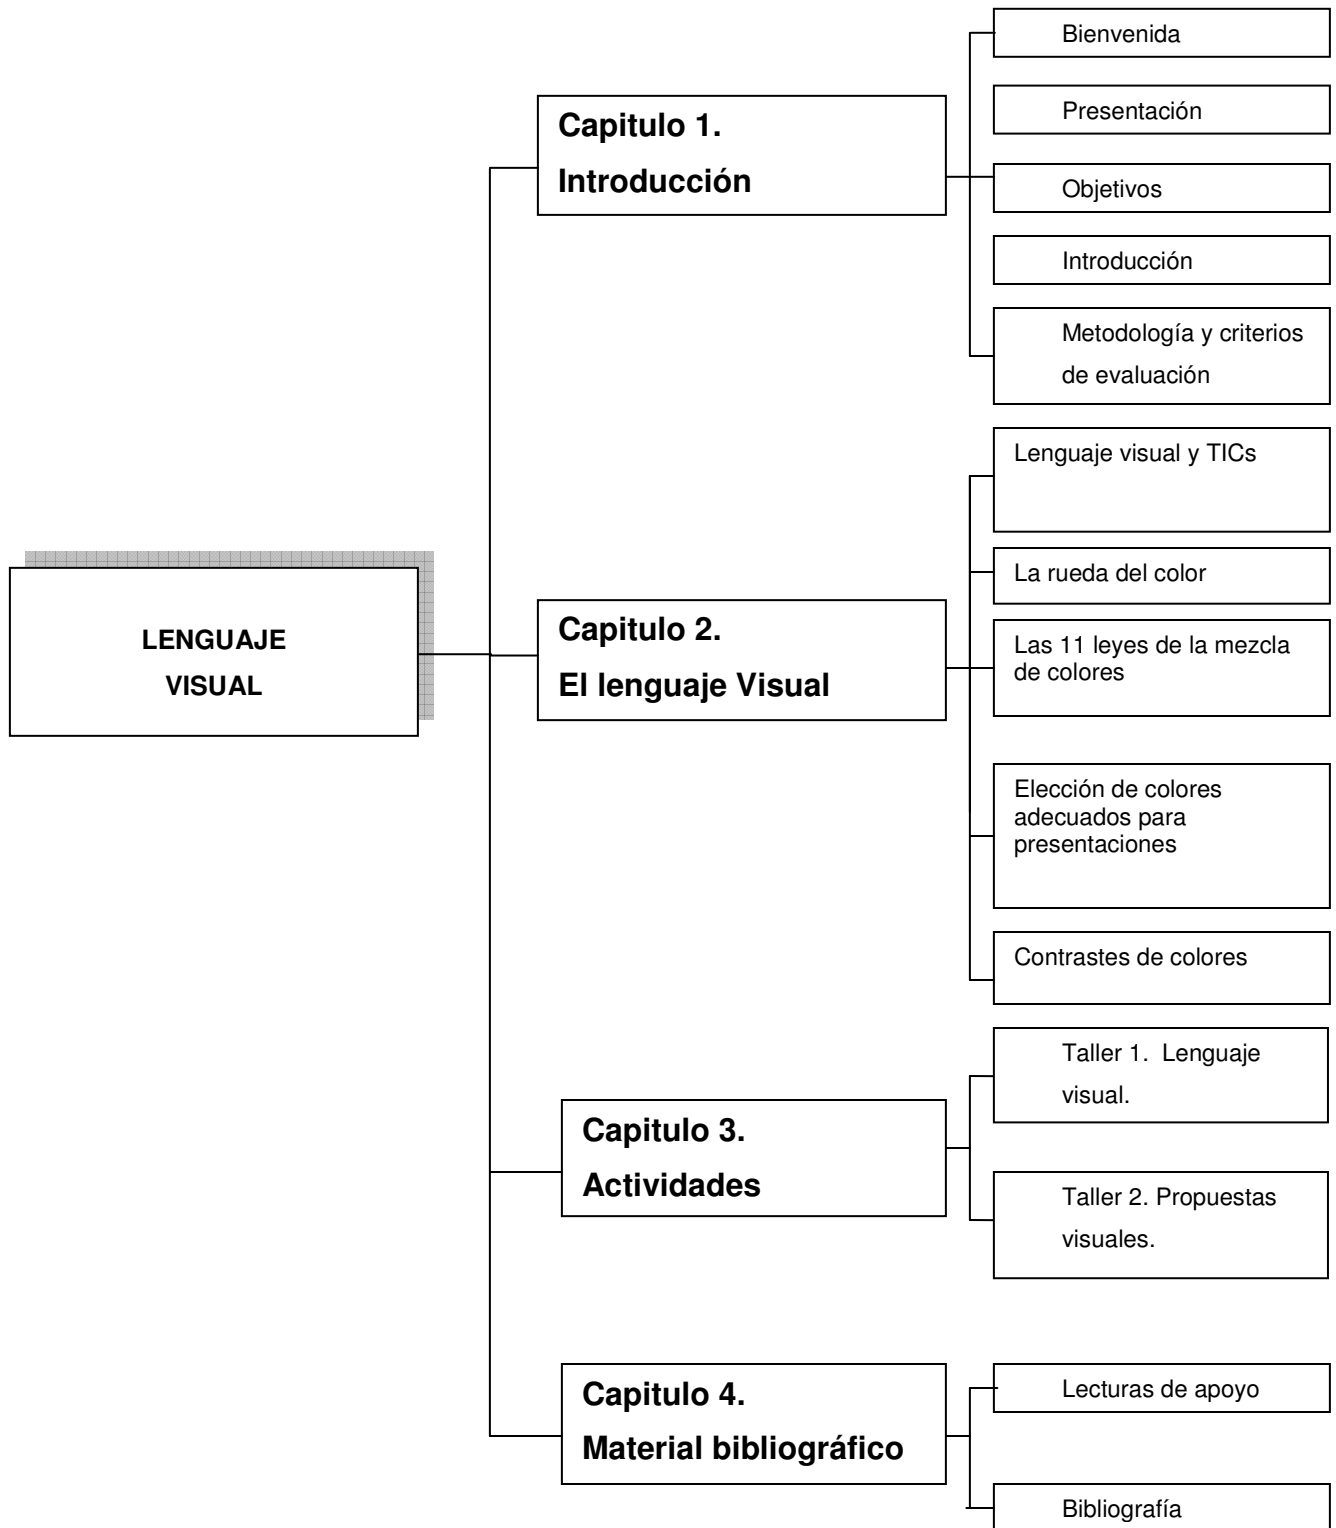 LENGUAJE
VISUAL
Capitulo 1.
Introducción
Bienvenida
Presentación
Objetivos
Introducción
Metodología y criterios
de evaluación
Capitulo 2.
El lenguaje Visual
Lenguaje visual y TICs
La rueda del color
Las 11 leyes de la mezcla
de colores
Elección de colores
adecuados para
presentaciones
Contrastes de colores
Capitulo 3.
Actividades
Taller 1.  Lenguaje
visual.
Taller 2. Propuestas
visuales.
Capitulo 4.
Material bibliográfico
Lecturas de apoyo
Bibliografía